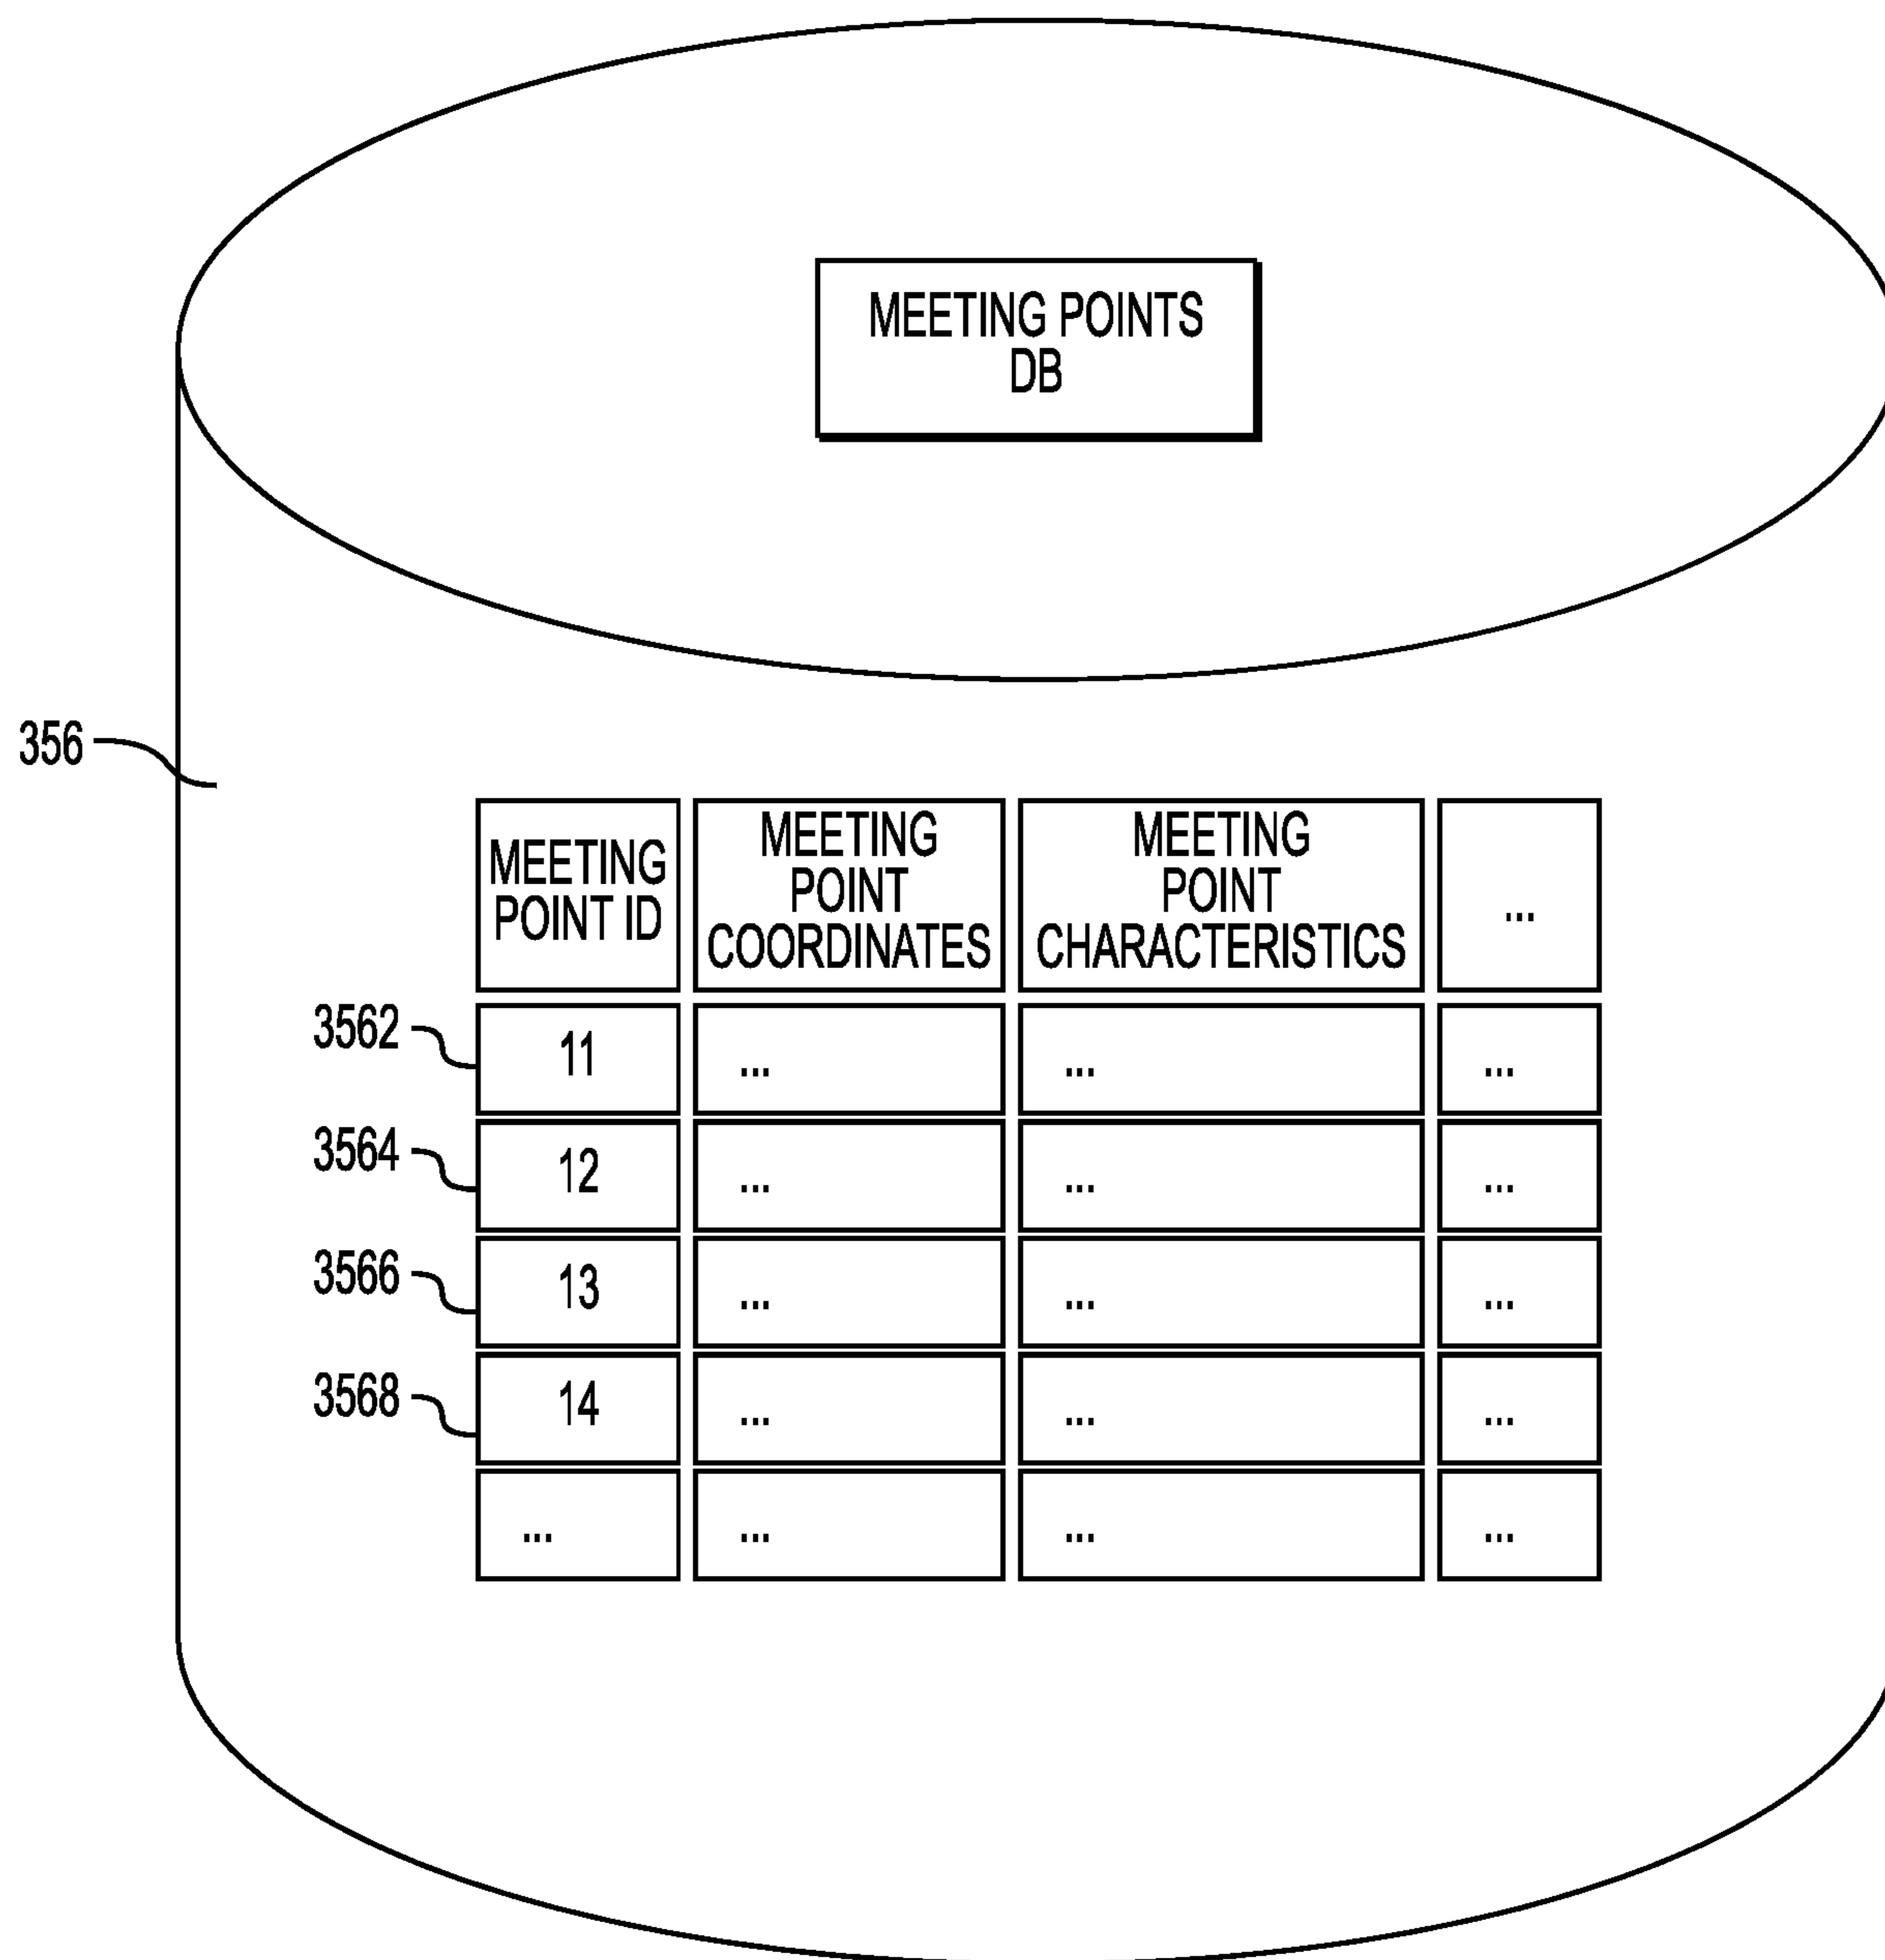 MEETING POINTS
DB
356
MEETING
POINT ID
MEETING
POINT
COORDINATES
MEETING
POINT
CHARACTERISTICS
...
3562
11
...
...
...
3564
12
...
...
...
3566
13
...
...
...
3568
14
...
...
...
...
...
...
...